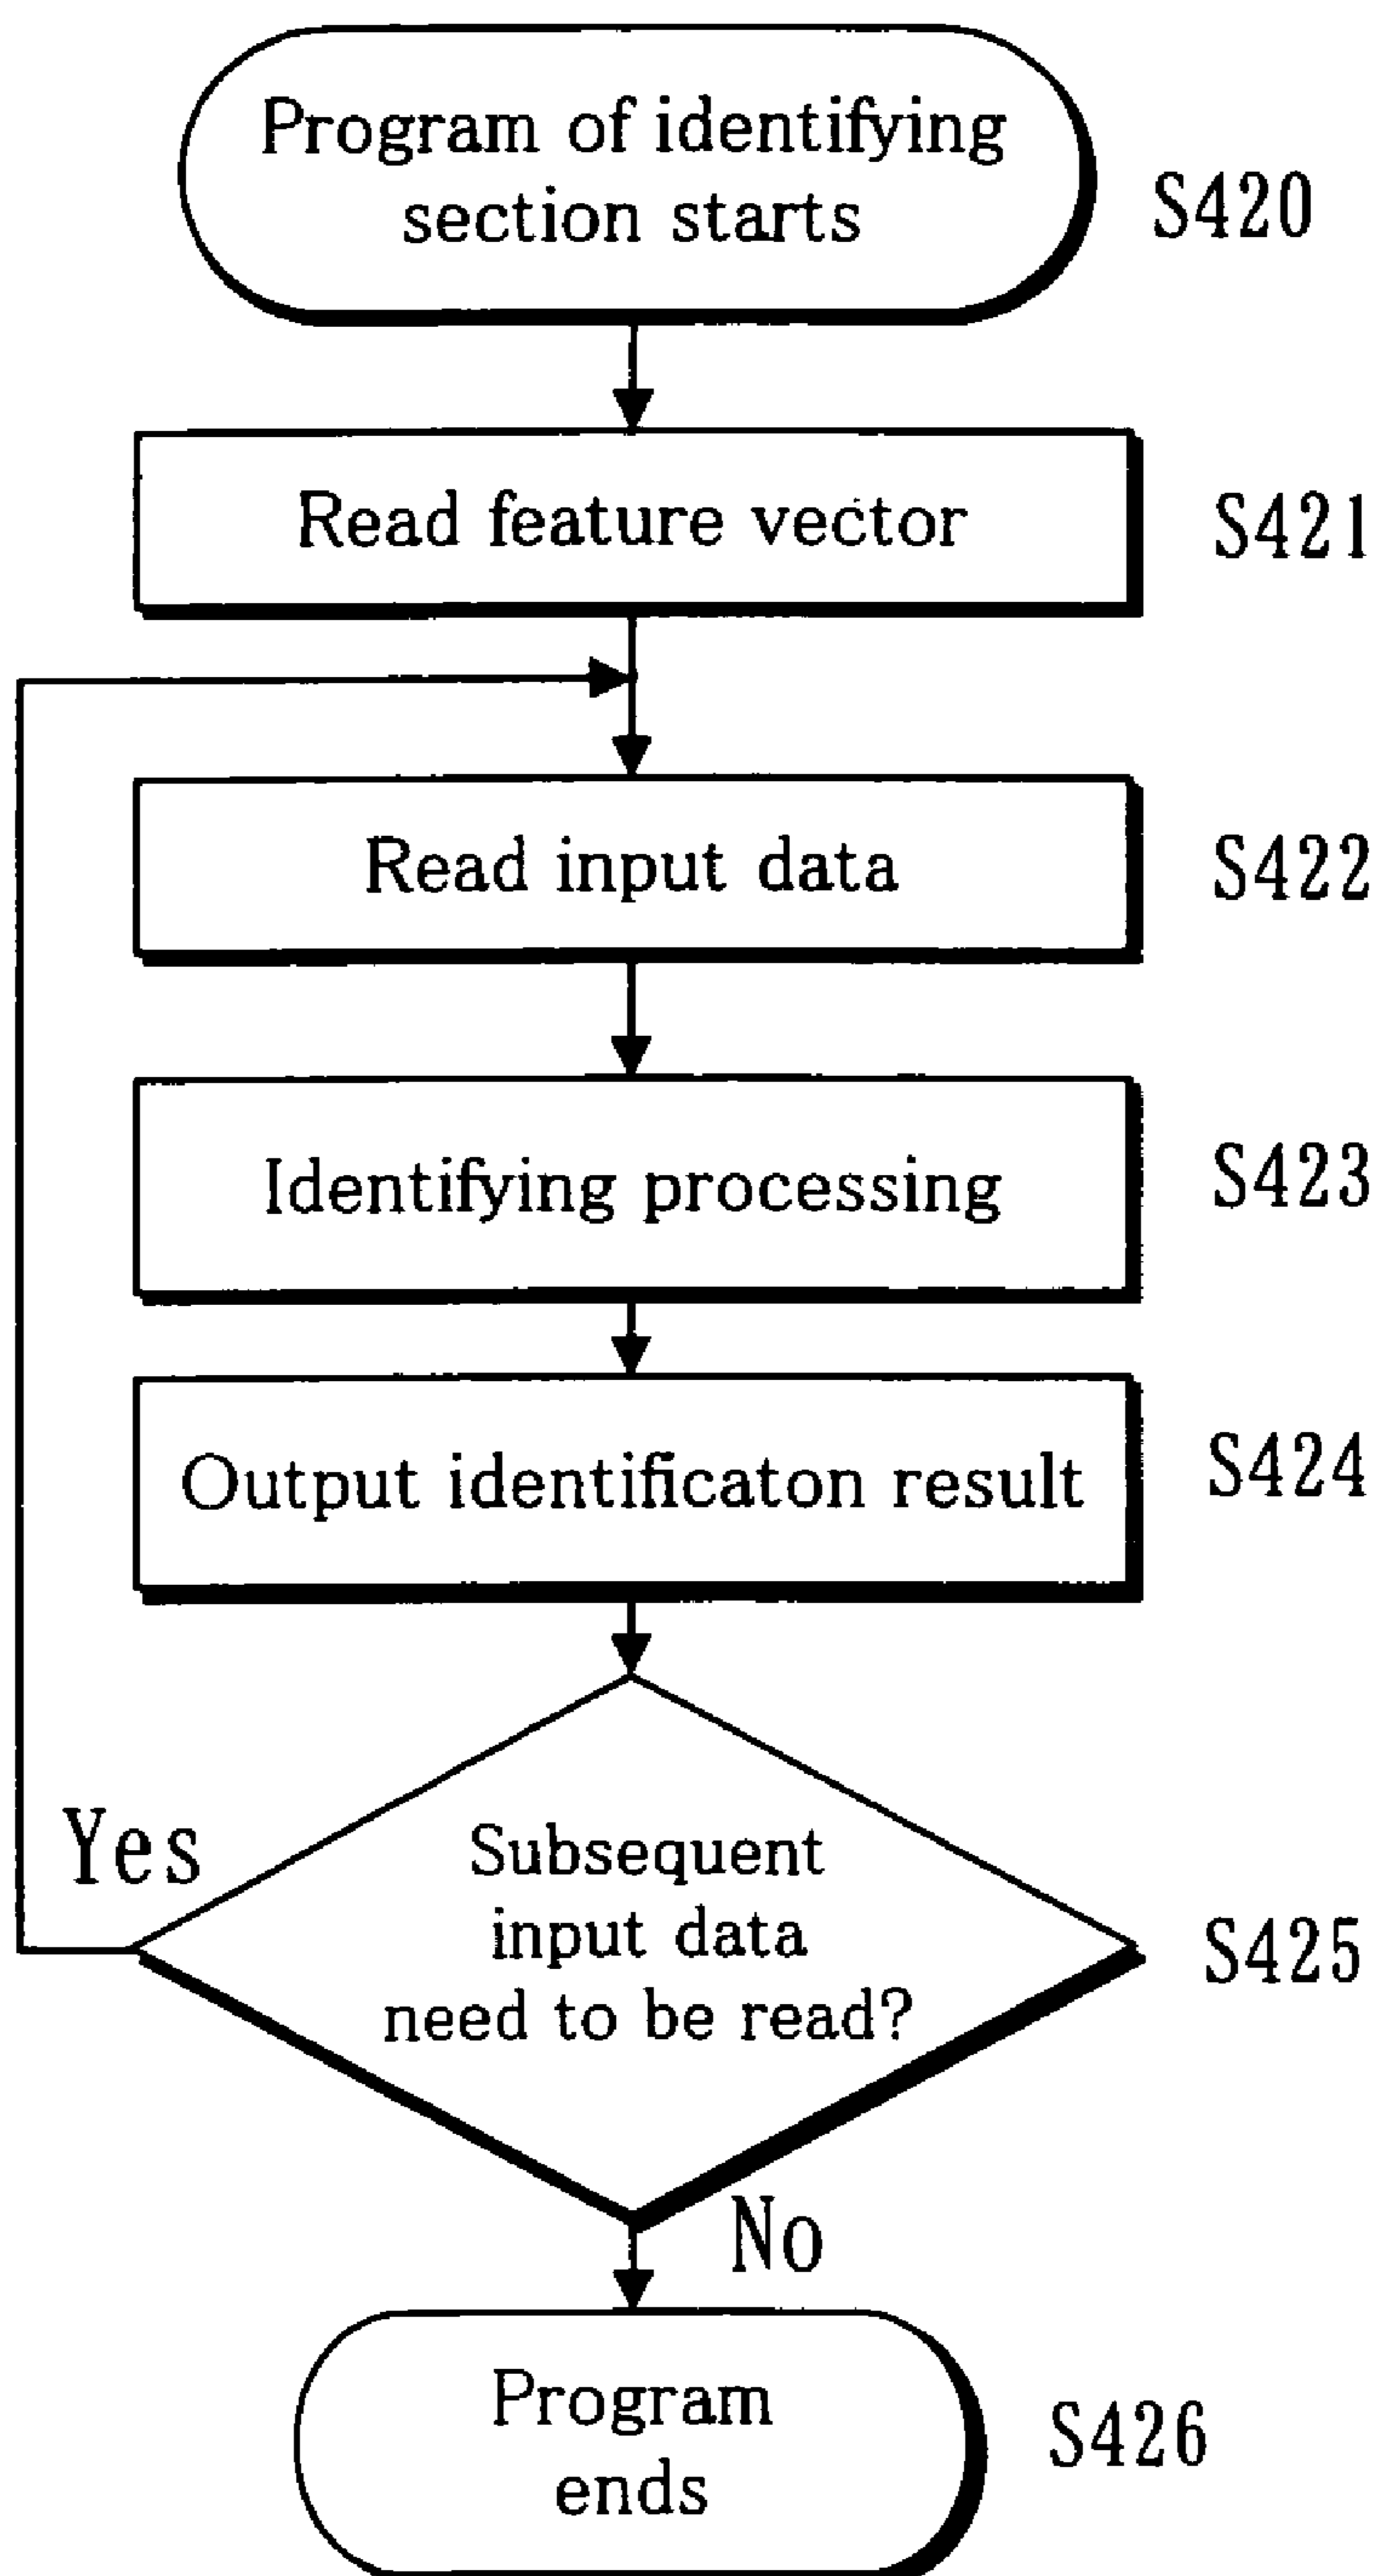 Program of identifying
section starts
S420
Read feature vector
S421
Read input data
S422
Identifying processing
S423
Output identificaton result
S424
Yes
Subsequent
input data
need to be read?
S425
No
Program
ends
S426